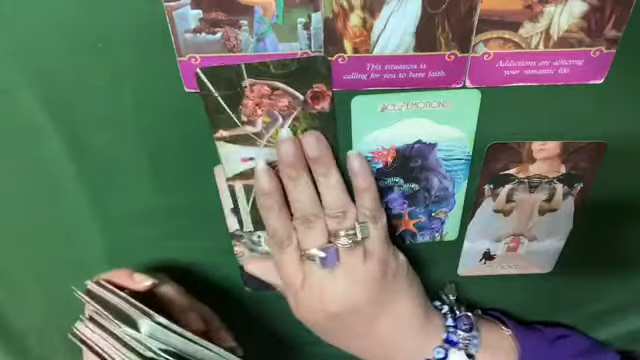 This situation is
calling for you to have faith.
Addictions are affecting
your romantic life.
ACE of EMOTIONS